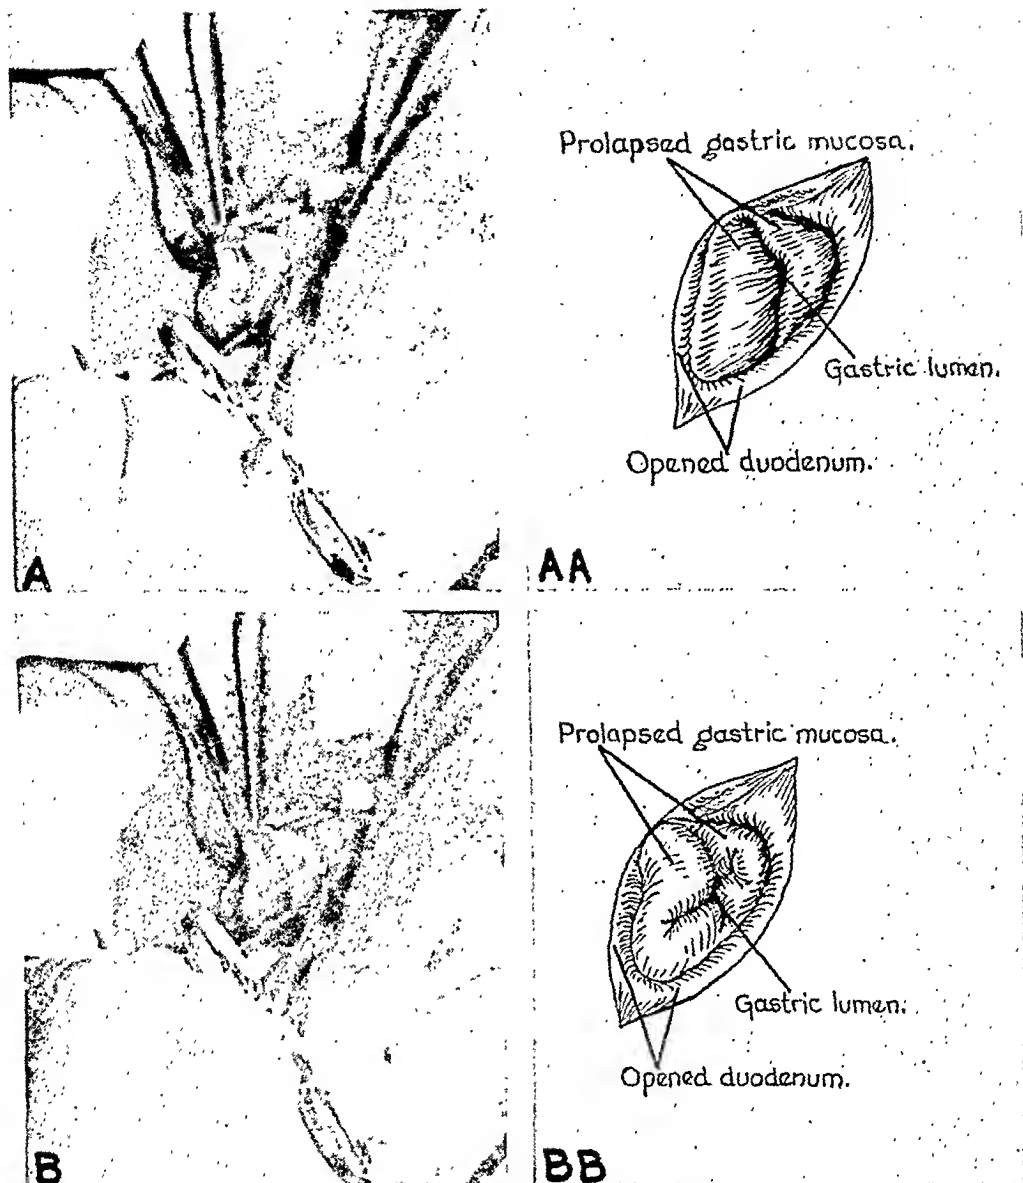 Prolapsed gastric mucosa.
Gastric lumen.
Opened duodenum.
A
AA
Prolapsed gastric mucosa.
Gastric lumen.
Opened duodenum.
B
BB